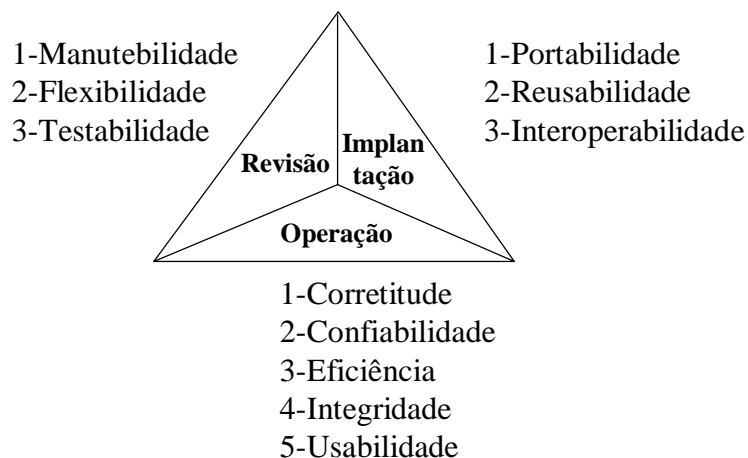 1-Manutebilidade
2-Flexibilidade
3-Testabilidade
1-Portabilidade
2-Reusabilidade
3-Interoperabilidade
Revisão
Implan
tação
Operação
1-Corretitude
2-Confiabilidade
3-Eficiência
4-Integridade
5-Usabilidade